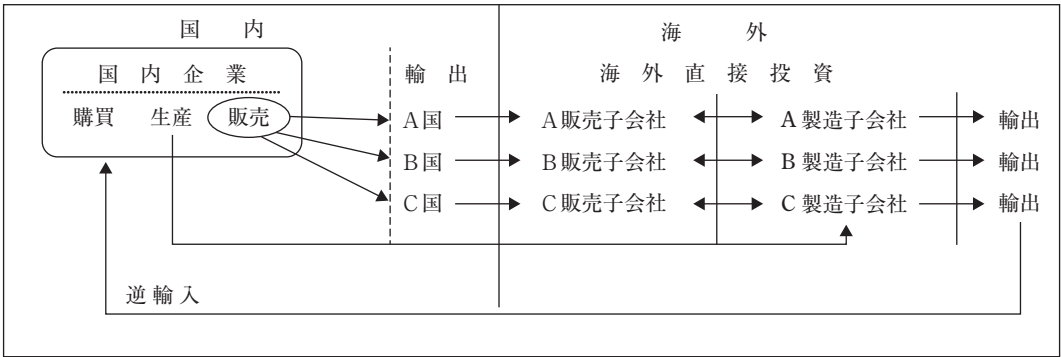 国内
海外
国内企業
輸出
海外直接投資
購買 生産 販売
A国 A販売子会社 A製造子会社 輸出
B国 B販売子会社 B製造子会社 輸出
C国 C販売子会社 C製造子会社 輸出
逆輸入